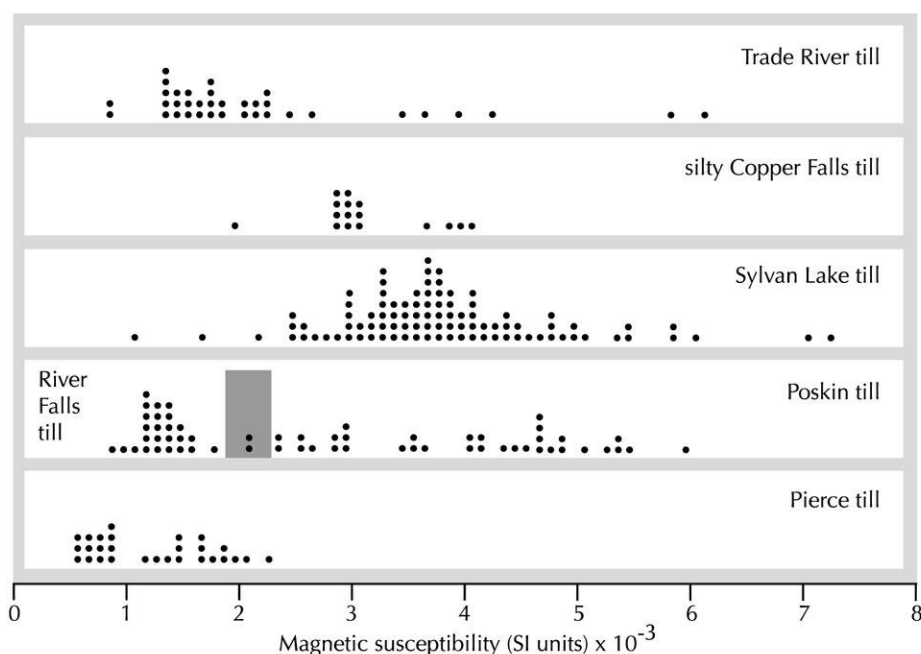 Trade River till
silty Copper Falls till
Sylvan Lake till
River
Falls
till
Poskin till
Pierce till
0 1 2 3 4 5 6 7 8
Magnetic susceptibility (SI units) x 10⁻³